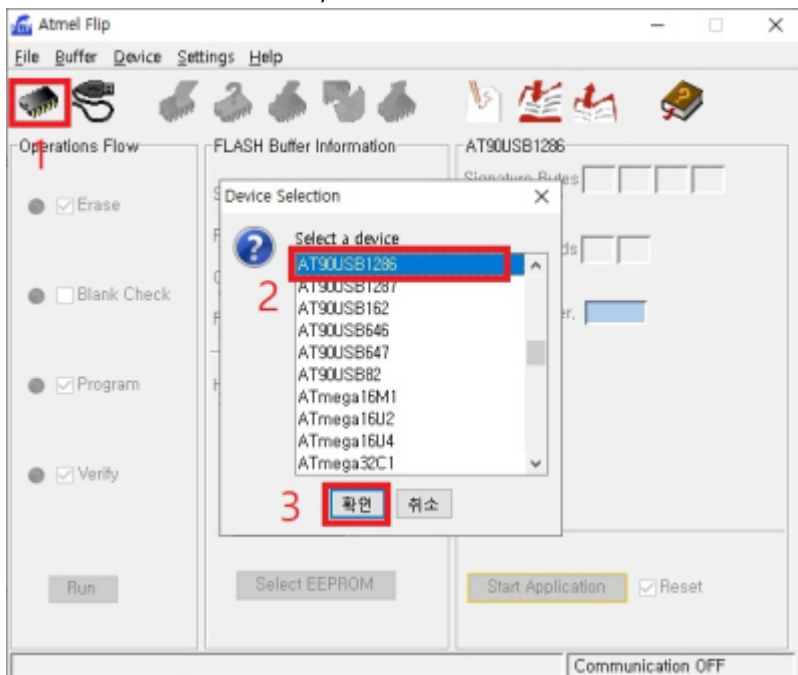 Atmel Flip
File Buffer Device Settings Help
1
Operations Flow
FLASH Buffer Information
AT90USB1286
Signature Bytes
Erase
Blank Check
Program
Verify
Run
Device Selection
Select a device
2
AT90USB1286
AT90USB1287
AT90USB162
AT90USB646
AT90USB647
AT90USB82
ATmega16M1
ATmega16U2
ATmega16U4
ATmega32C1
3
확인
취소
Select EEPROM
Start Application
Reset
Communication OFF